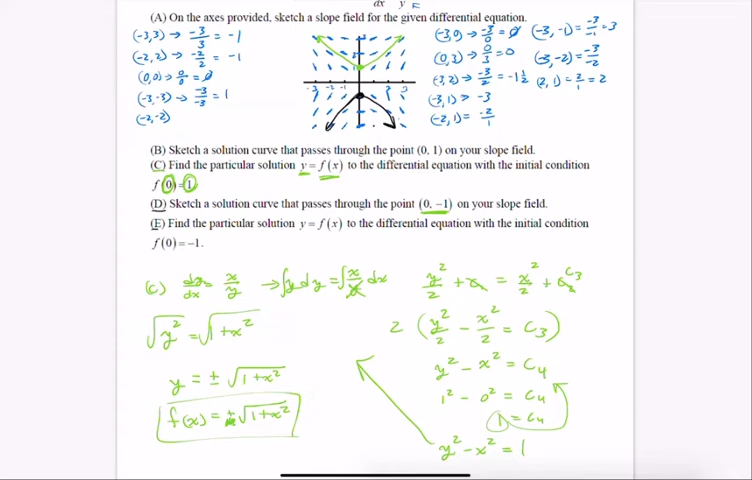 dx y
(A) On the axes provided, sketch a slope field for the given differential equation.
(-3,3) → -3/3 = -1
(-2,2) → -2/2 = -1
(0,0) → 0/0 = ∅
(-3,-3) → -3/-3 = 1
(-2,-2)
(-3,0) → -3/0 = ∅
(0,3) → 0/3 = 0
(-3,2) → -3/2 = -1 1/2
(-3,1) → -3
(-2,1) = -2/1
(-3,-1) = -3/-1 = 3
(-3,-2) = -3/-2
(2,1) = 2/1 = 2
(B) Sketch a solution curve that passes through the point (0, 1) on your slope field.
(C) Find the particular solution y = f(x) to the differential equation with the initial condition
f(0) = 1.
(D) Sketch a solution curve that passes through the point (0, -1) on your slope field.
(E) Find the particular solution y = f(x) to the differential equation with the initial condition
f(0) = -1.
(C) dy/dx = x/y → ∫y dy = ∫x/y dx
y²/2 + c₁ = x²/2 + c₂ C₃
2 (y²/2 - x²/2 = C₃)
y² - x² = C₄
1² - 0² = C₄
1 = C₄
y² - x² = 1
√y² = √1+x²
y = ± √1+x²
f(x) = ± √1+x²